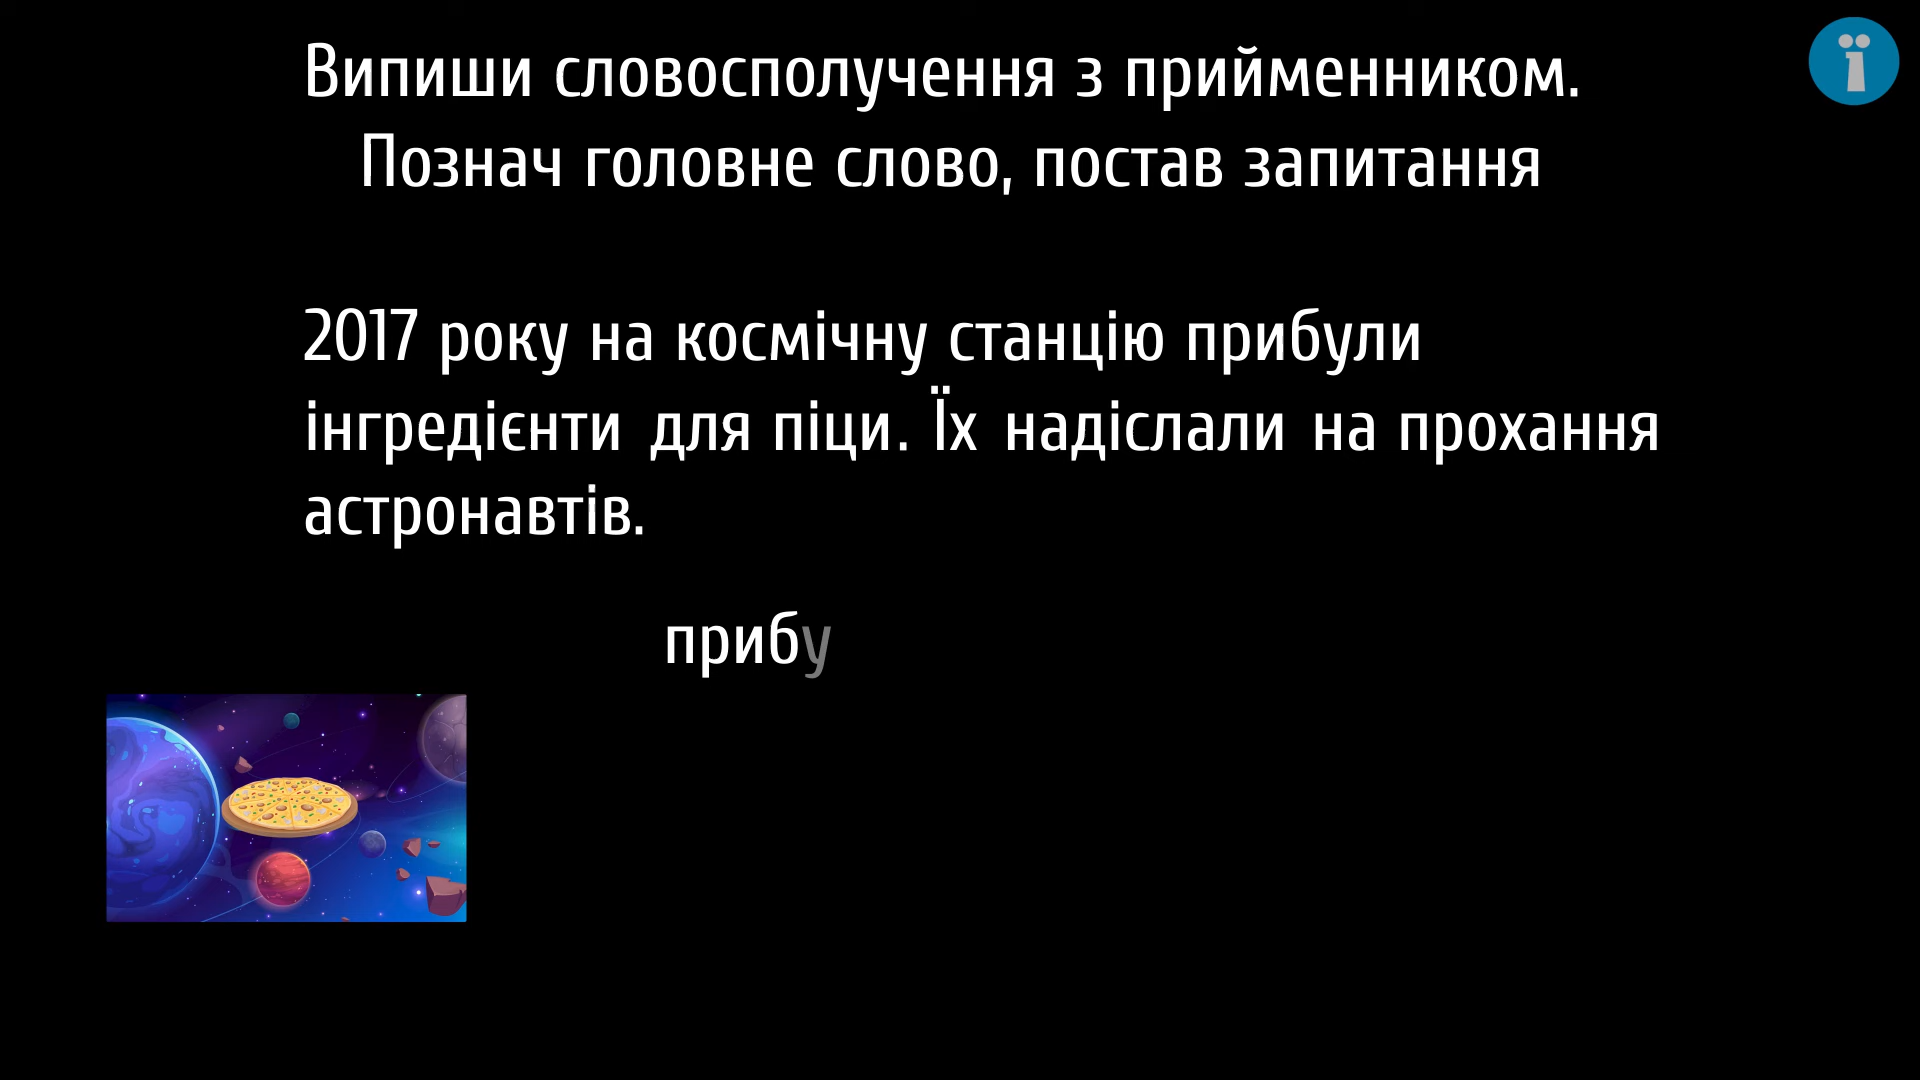 Випиши словосполучення з прийменником.
Познач головне слово, постав запитання
2017 року на космічну станцію прибули
інгредієнти для піци. Їх надіслали на прохання
астронавтів.
прибу
ї